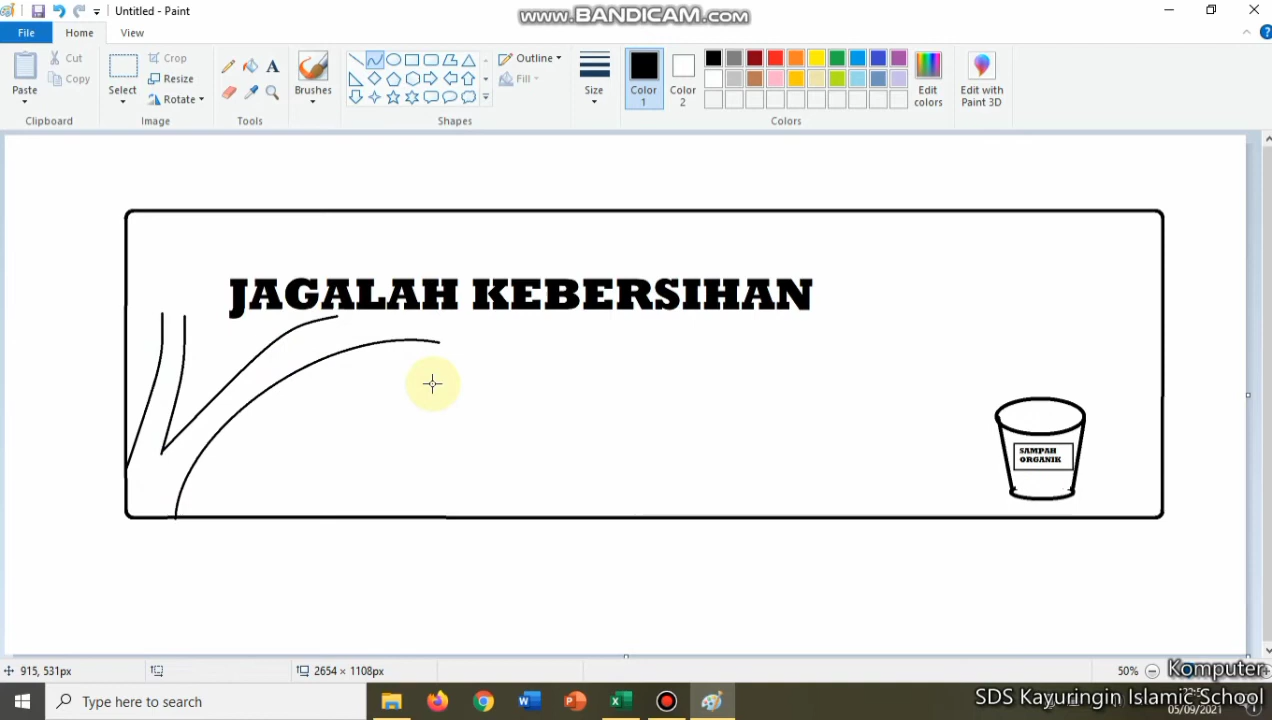 Untitled - Paint
www.BANDICAM.com
File
Home
View
Paste
Cut
Copy
Clipboard
Select
Crop
Resize
Rotate
Image
Tools
Brushes
Shapes
Outline
Fill
Size
Color 1
Color 2
Colors
Edit colors
Edit with Paint 3D
JAGALAH KEBERSIHAN
SAMPAH
ORGANIK
915, 531px
2654 × 1108px
50%
Komputer
Type here to search
SDS Kayuringin Islamic School
05/09/2021